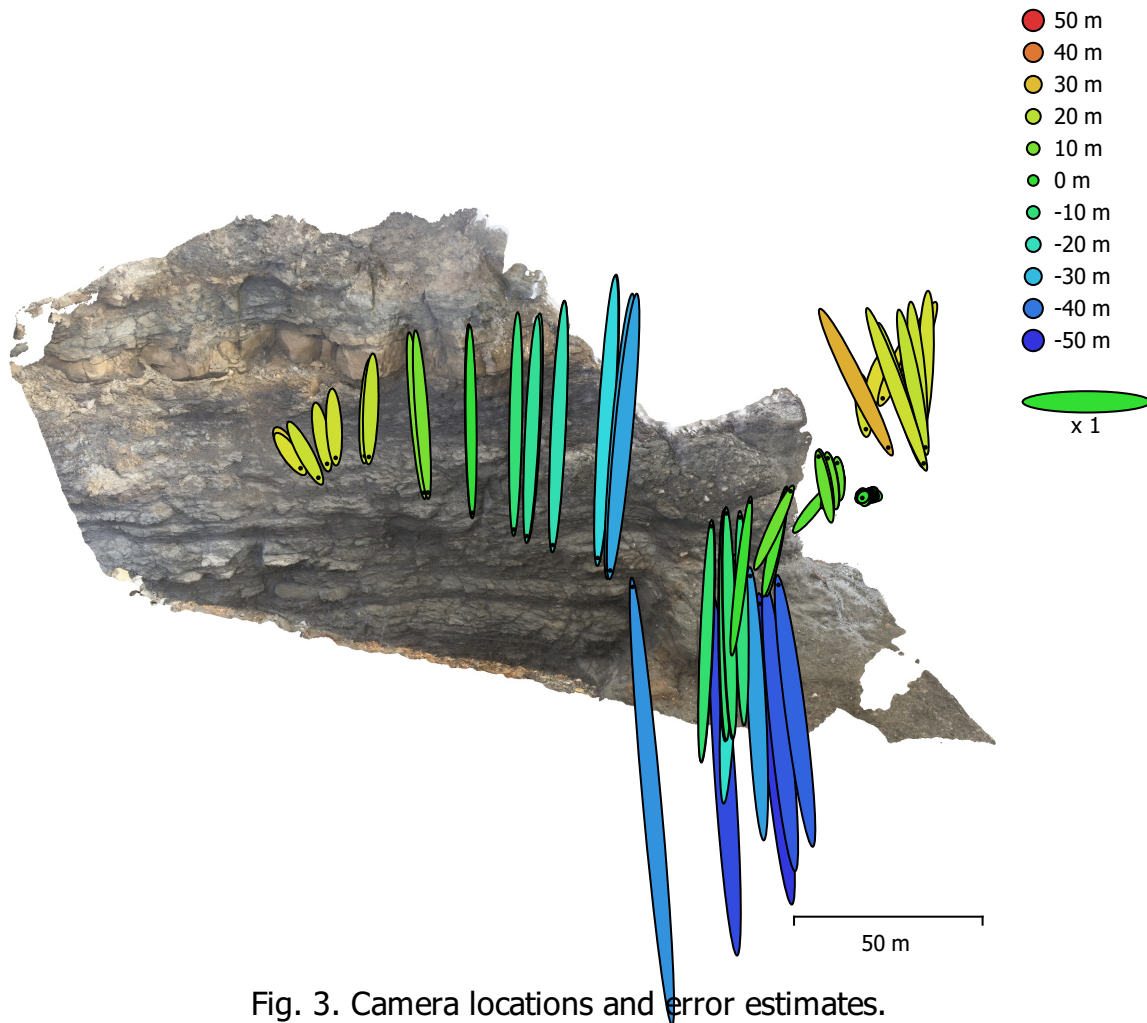 50 m
40 m
30 m
20 m
10 m
0 m
-10 m
-20 m
-30 m
-40 m
-50 m
x 1
50 m
Fig. 3. Camera locations and error estimates.